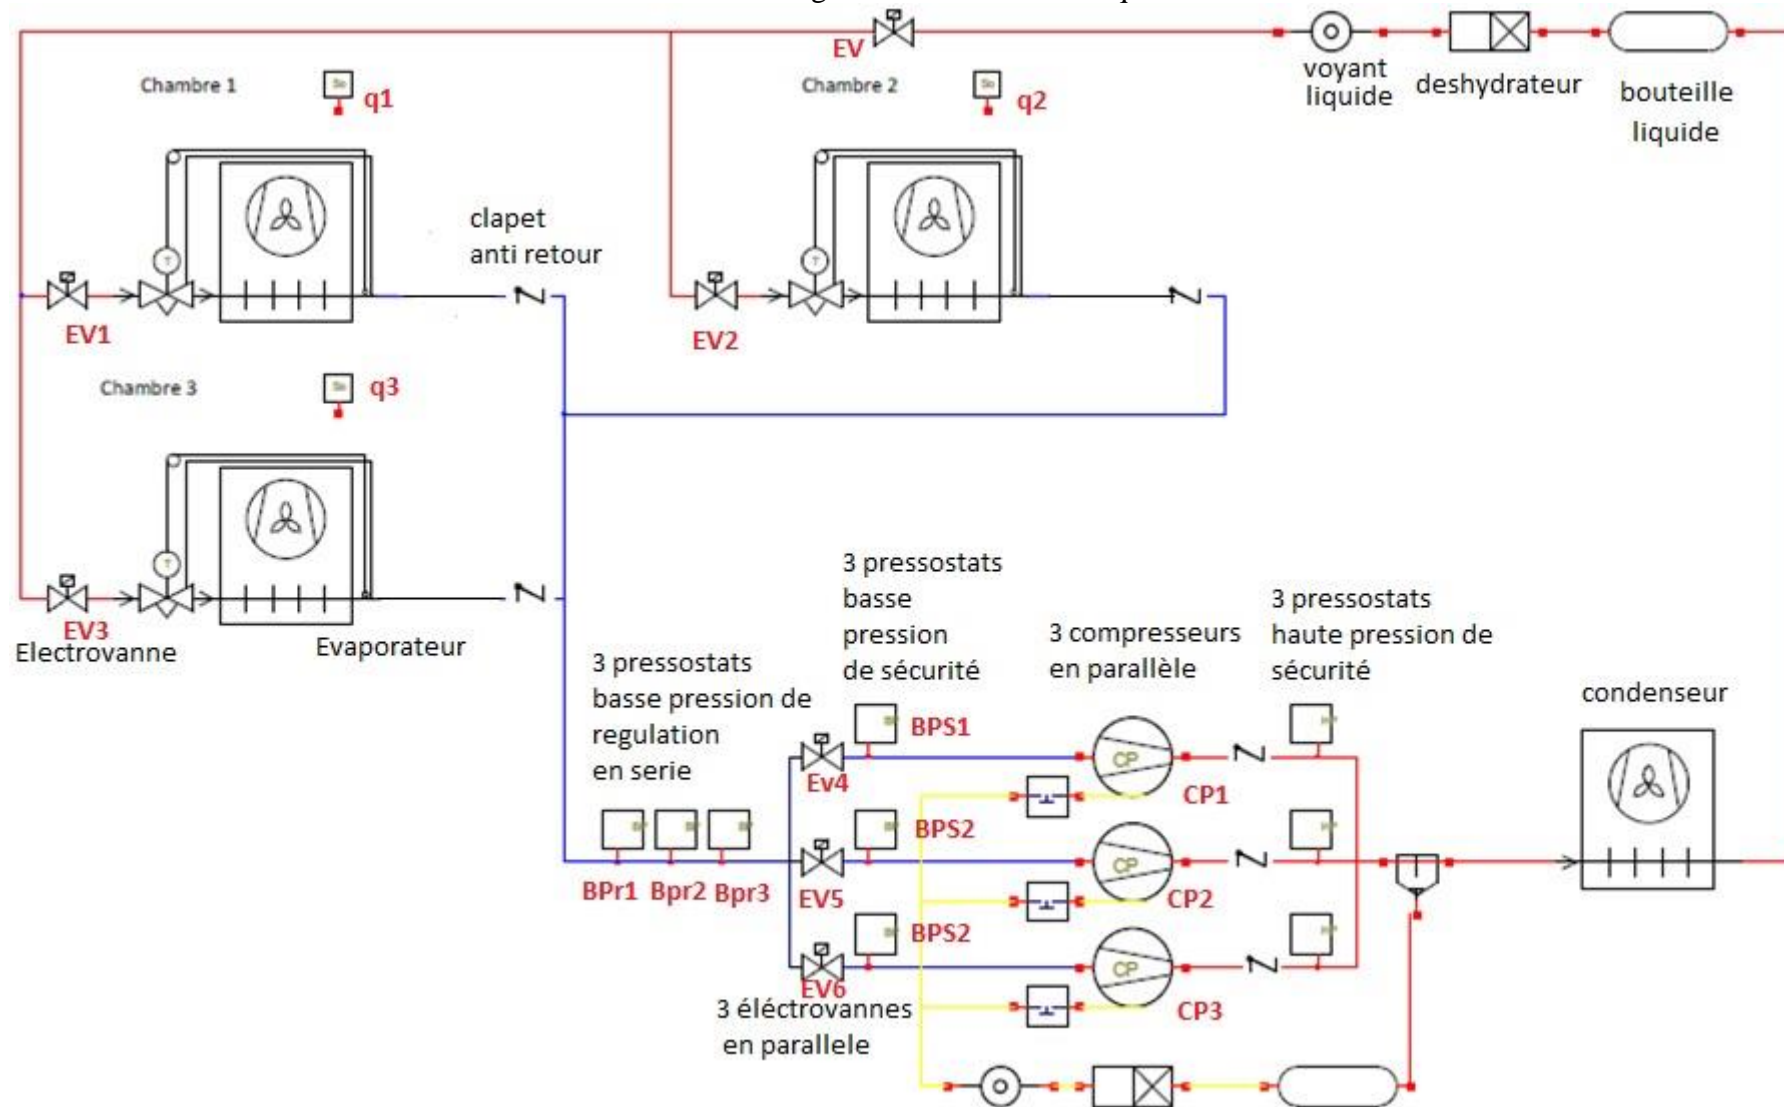 EV
voyant
liquide
deshydrateur
bouteille
liquide
Chambre 1
q1
Chambre 2
q2
clapet
anti retour
T
T
EV1
EV2
Chambre 3
q3
T
EV3
Electrovanne
Evaporateur
3 pressostats
basse pression de
regulation
en serie
3 pressostats
basse
pression
de sécurité
3 compresseurs
en parallèle
3 pressostats
haute pression de
sécurité
condenseur
BPS1
Ev4
CP
CP1
BPr1
Bpr2
Bpr3
BPS2
EV5
CP
CP2
BPS2
EV6
CP
CP3
3 éléctrovannes
en parallele